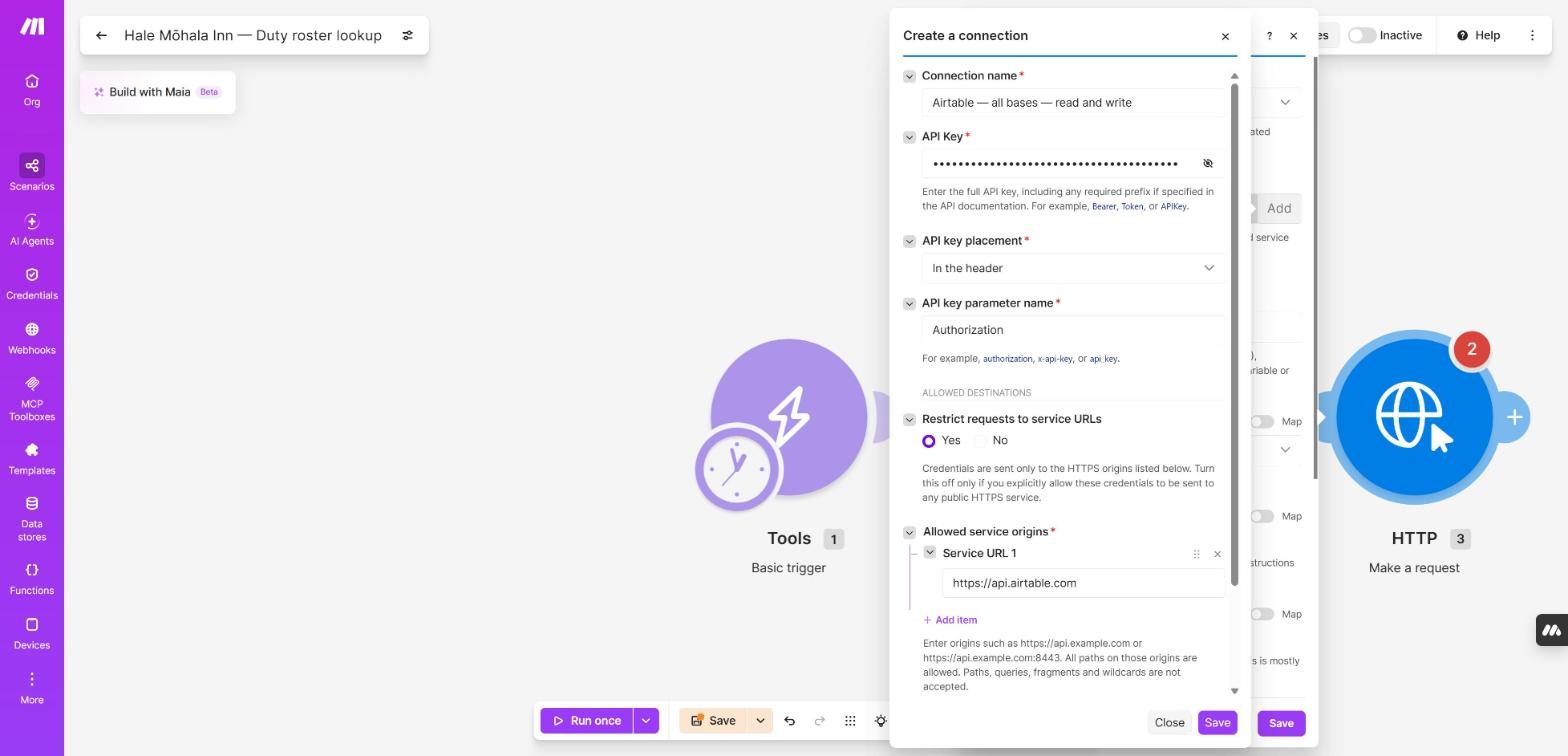 Hale Mōhala Inn — Duty roster lookup
Build with Maia Beta
Org
Scenarios
AI Agents
Credentials
Webhooks
MCP
Toolboxes
Templates
Data
stores
Functions
Devices
More
Tools 1
Basic trigger
Run once
Save
Create a connection
Connection name*
Airtable — all bases — read and write
API Key*
•••••••••••••••••••••••••••••••••••••••
Enter the full API key, including any required prefix if specified in
the API documentation. For example, Bearer, Token, or APIKey.
API key placement*
In the header
API key parameter name*
Authorization
For example, authorization, x-api-key, or api_key.
ALLOWED DESTINATIONS
Restrict requests to service URLs
Yes No
Credentials are sent only to the HTTPS origins listed below. Turn
this off only if you explicitly allow these credentials to be sent to
any public HTTPS service.
Allowed service origins*
Service URL 1
https://api.airtable.com
+ Add item
Enter origins such as https://api.example.com or
https://api.example.com:8443. All paths on those origins are
allowed. Paths, queries, fragments and wildcards are not
accepted.
Close Save
?
Add
service
or
Map
Map
Map
s is mostly
Save
Inactive
Help
2
HTTP 3
Make a request